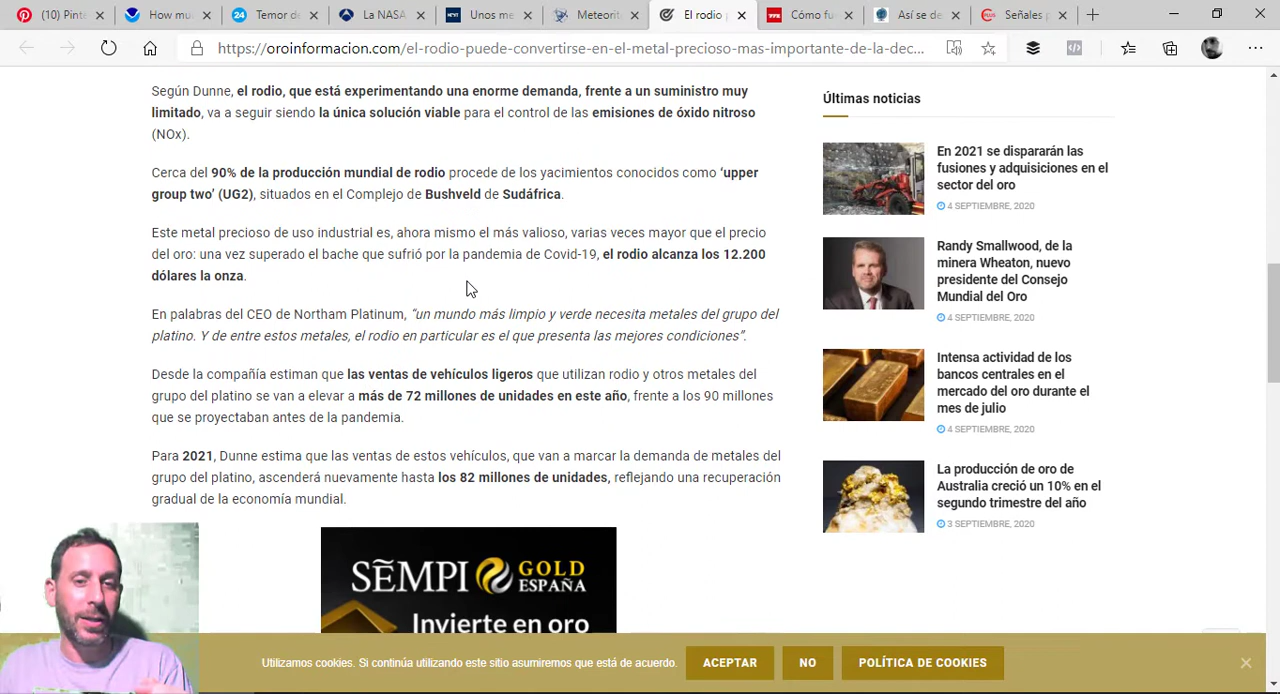 (10) Pinte
How mu
Temor de
La NASA
Unos me
Meteorit
El rodio p
Cómo fu
Así se de
Señales p
https://oroinformacion.com/el-rodio-puede-convertirse-en-el-metal-precioso-mas-importante-de-la-dec...
Según Dunne, el rodio, que está experimentando una enorme demanda, frente a un suministro muy
limitado, va a seguir siendo la única solución viable para el control de las emisiones de óxido nitroso
(NOx).
Cerca del 90% de la producción mundial de rodio procede de los yacimientos conocidos como ‘upper
group two’ (UG2), situados en el Complejo de Bushveld de Sudáfrica.
Este metal precioso de uso industrial es, ahora mismo el más valioso, varias veces mayor que el precio
del oro: una vez superado el bache que sufrió por la pandemia de Covid-19, el rodio alcanza los 12.200
dólares la onza.
En palabras del CEO de Northam Platinum, “un mundo más limpio y verde necesita metales del grupo del
platino. Y de entre estos metales, el rodio en particular es el que presenta las mejores condiciones”.
Desde la compañía estiman que las ventas de vehículos ligeros que utilizan rodio y otros metales del
grupo del platino se van a elevar a más de 72 millones de unidades en este año, frente a los 90 millones
que se proyectaban antes de la pandemia.
Para 2021, Dunne estima que las ventas de estos vehículos, que van a marcar la demanda de metales del
grupo del platino, ascenderá nuevamente hasta los 82 millones de unidades, reflejando una recuperación
gradual de la economía mundial.
SEMPI GOLD
ESPAÑA
Invierte en oro
Últimas noticias
En 2021 se dispararán las
fusiones y adquisiciones en el
sector del oro
4 SEPTIEMBRE, 2020
Randy Smallwood, de la
minera Wheaton, nuevo
presidente del Consejo
Mundial del Oro
4 SEPTIEMBRE, 2020
Intensa actividad de los
bancos centrales en el
mercado del oro durante el
mes de julio
4 SEPTIEMBRE, 2020
La producción de oro de
Australia creció un 10% en el
segundo trimestre del año
3 SEPTIEMBRE, 2020
Utilizamos cookies. Si continúa utilizando este sitio asumiremos que está de acuerdo.
ACEPTAR
NO
POLÍTICA DE COOKIES